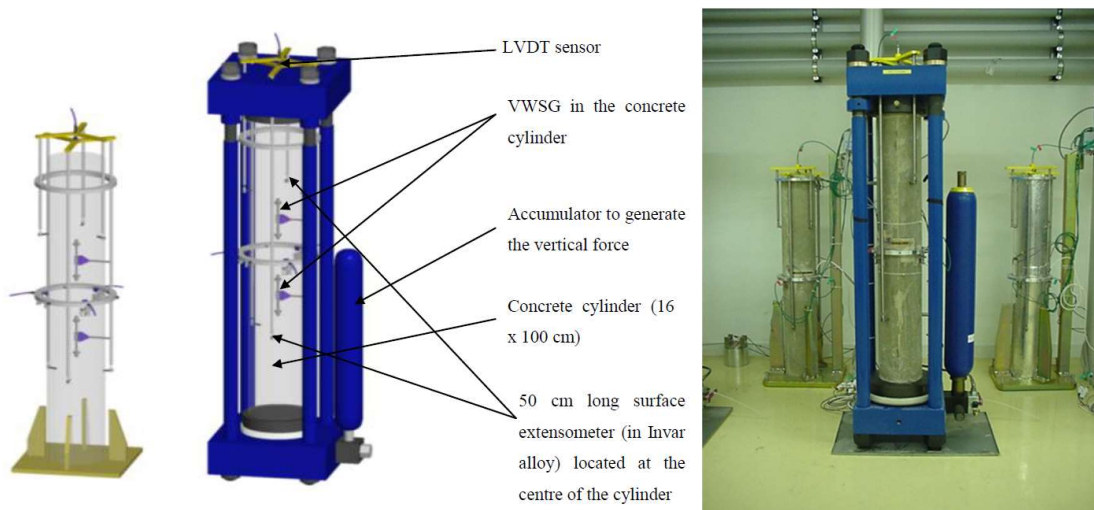 LVDT sensor
VWSG in the concrete
cylinder
Accumulator to generate
the vertical force
Concrete cylinder (16
x 100 cm)
50 cm long surface
extensometer (in Invar
alloy) located at the
centre of the cylinder